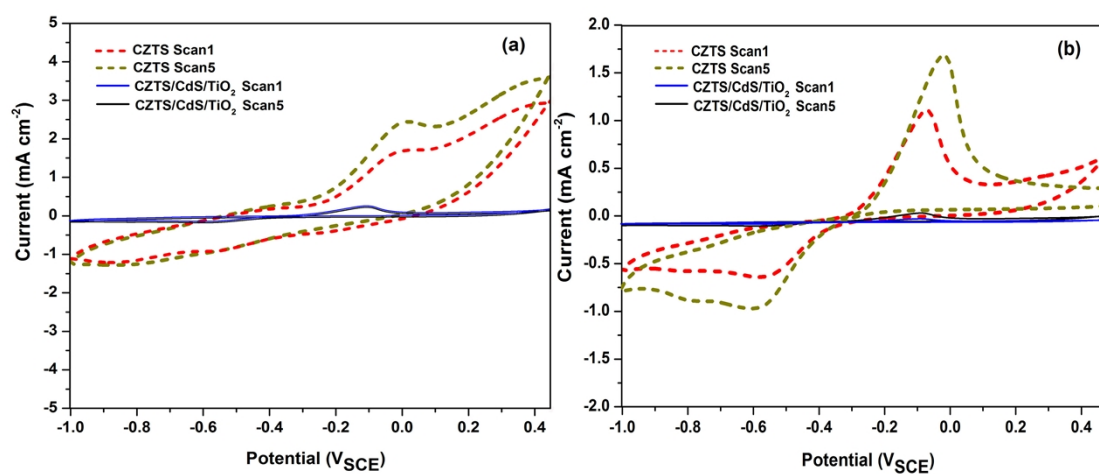 (a)
CZTS Scan1
CZTS Scan5
CZTS/CdS/TiO2 Scan1
CZTS/CdS/TiO2 Scan5
Current (mA cm-2)
5
4
3
2
1
0
-1
-2
-3
-4
-5
-1.0 -0.8 -0.6 -0.4 -0.2 0.0 0.2 0.4
Potential (VSCE)
(b)
CZTS Scan1
CZTS Scan5
CZTS/CdS/TiO2 Scan1
CZTS/CdS/TiO2 Scan5
Current (mA cm-2)
2.0
1.5
1.0
0.5
0.0
-0.5
-1.0
-1.5
-2.0
-1.0 -0.8 -0.6 -0.4 -0.2 0.0 0.2 0.4
Potential (VSCE)